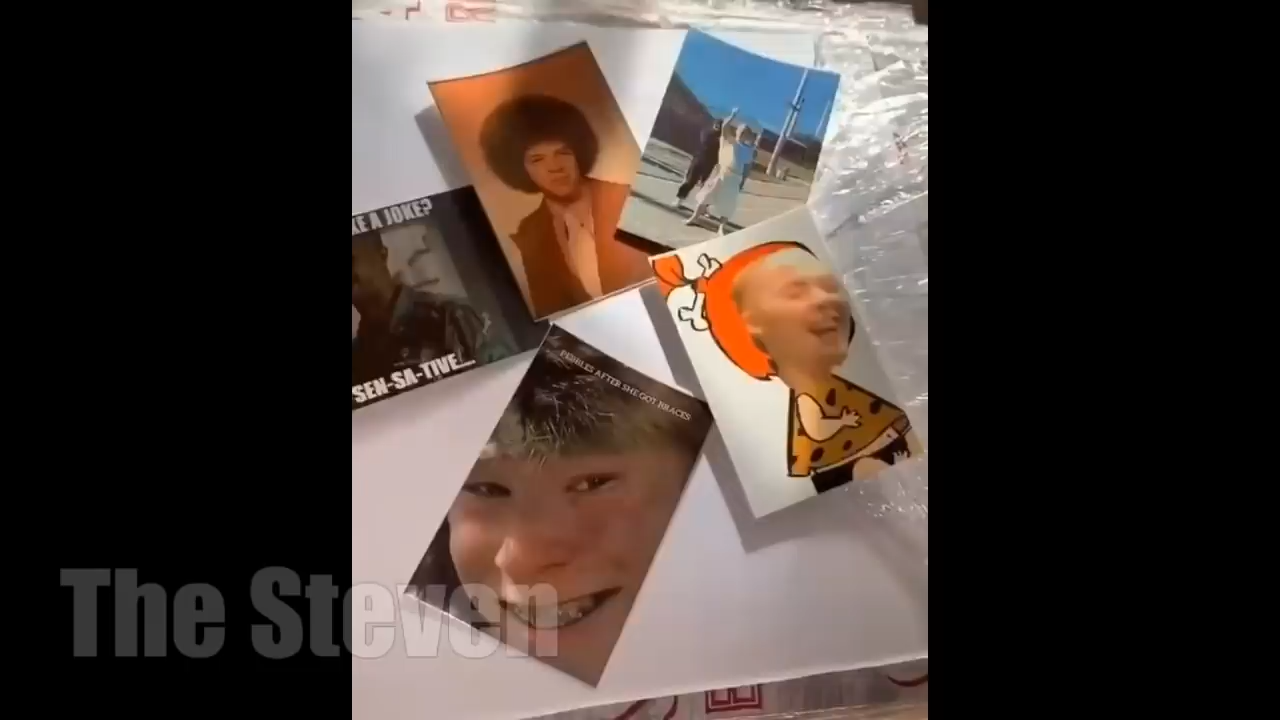 KE A JOKE?
SEN-SA-TIVE....
PEBBLES AFTER SHE GOT BRACES
The Steven